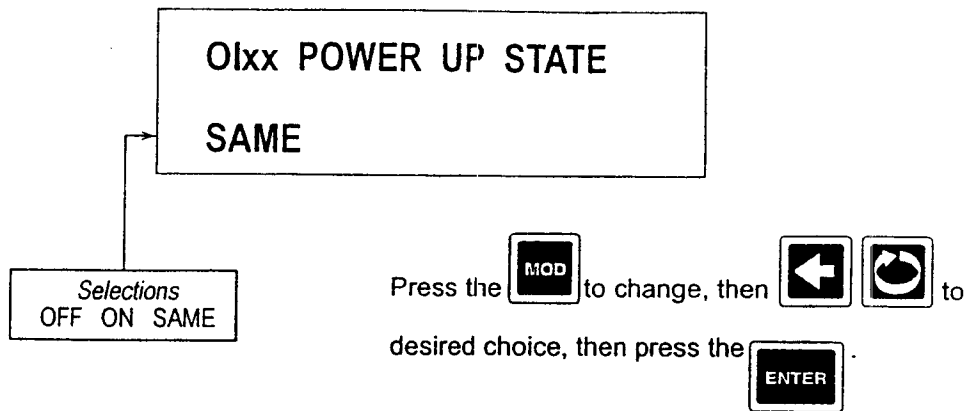 OIxx POWER UP STATE
SAME
Selections
OFF ON SAME
Press the MOD to change, then to
desired choice, then press the ENTER .